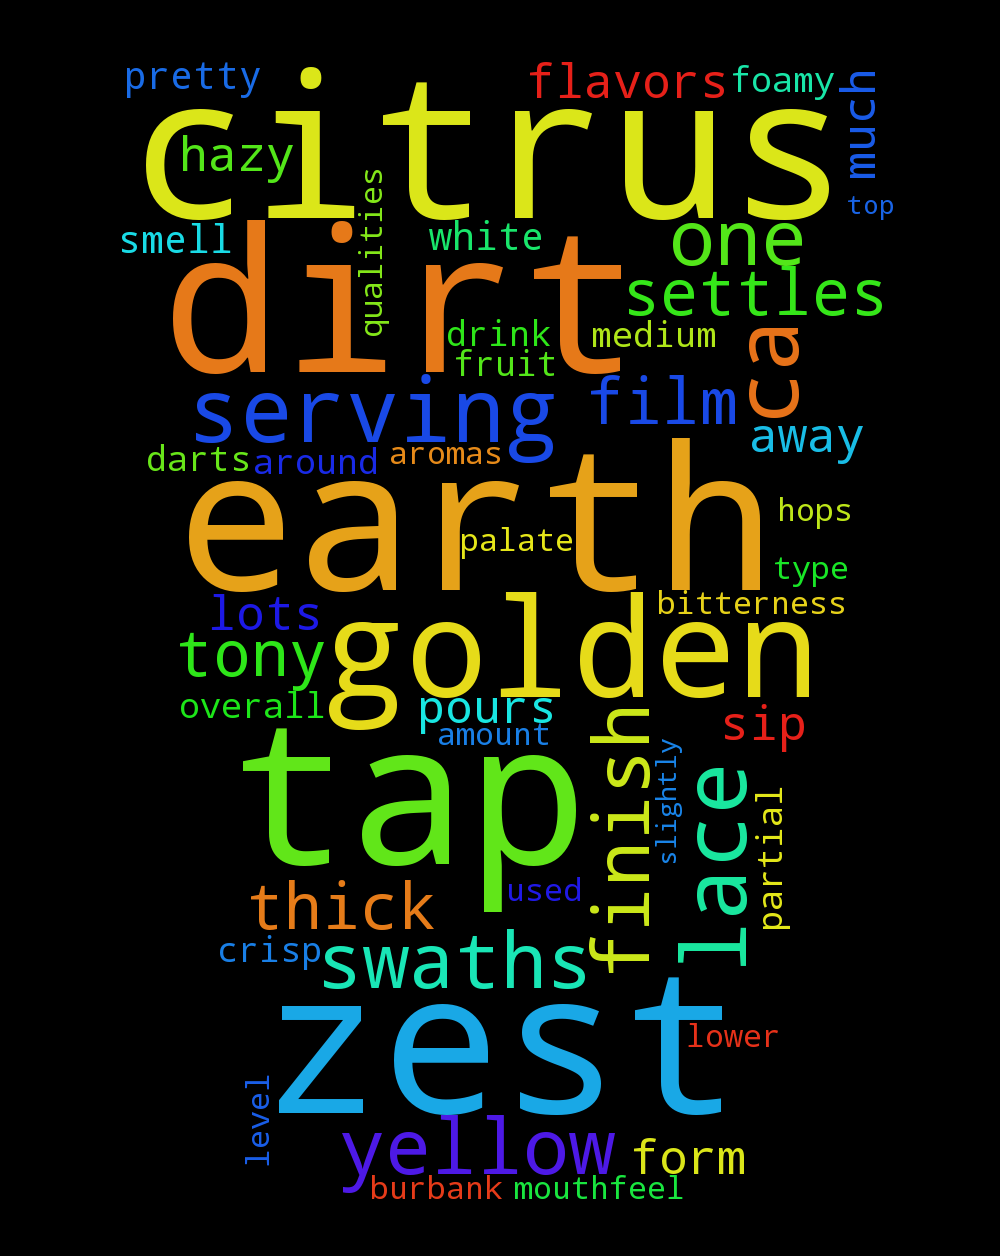 pretty
flavors
foamy
citrus
much
hazy
qualities
top
smell
white
one
dirt
settles
drink
medium
fruit
ca
serving
film
away
darts
around
aromas
earth
hops
palate
type
bitterness
lots
golden
tony
overall
pours
amount
sip
tap
finish
slightly
lace
partial
thick
used
crisp
swaths
zest
lower
level
yellow
form
burbank
mouthfeel